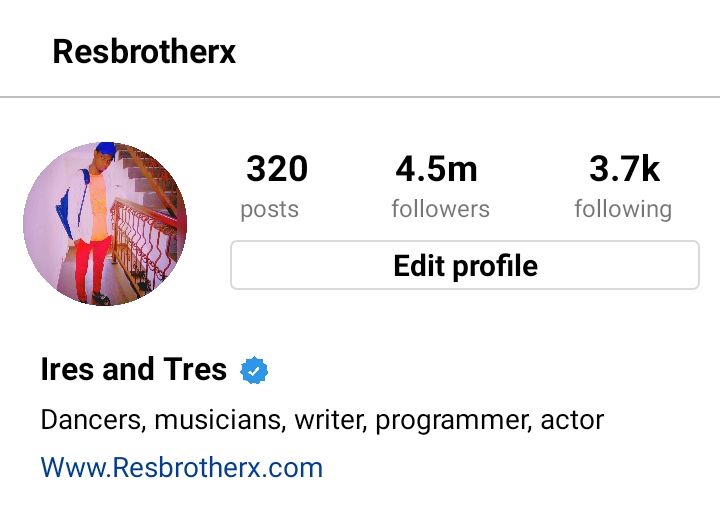 Resbrotherx
320 4.5m 3.7k
posts followers following
Edit profile
Ires and Tres
Dancers, musicians, writer, programmer, actor
Www.Resbrotherx.com